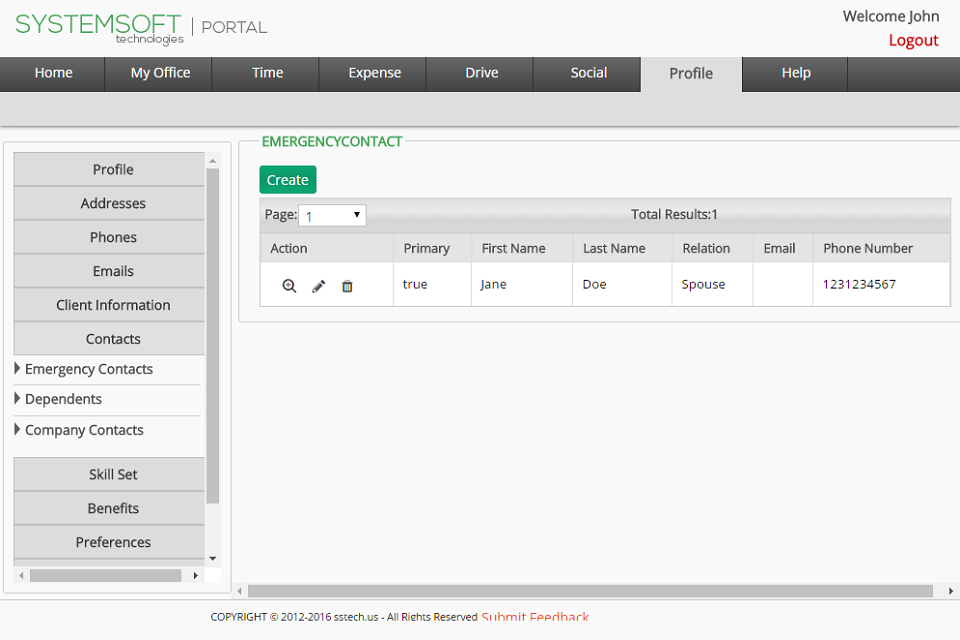 SYSTEMSOFT technologies | PORTAL
Welcome John
Logout
Home My Office Time Expense Drive Social Profile Help
Profile
Addresses
Phones
Emails
Client Information
Contacts
Emergency Contacts
Dependents
Company Contacts
Skill Set
Benefits
Preferences
EMERGENCYCONTACT
Create
Page: 1 Total Results:1
Action Primary First Name Last Name Relation Email Phone Number
true Jane Doe Spouse 1231234567
COPYRIGHT © 2012-2016 sstech.us - All Rights Reserved Submit Feedback